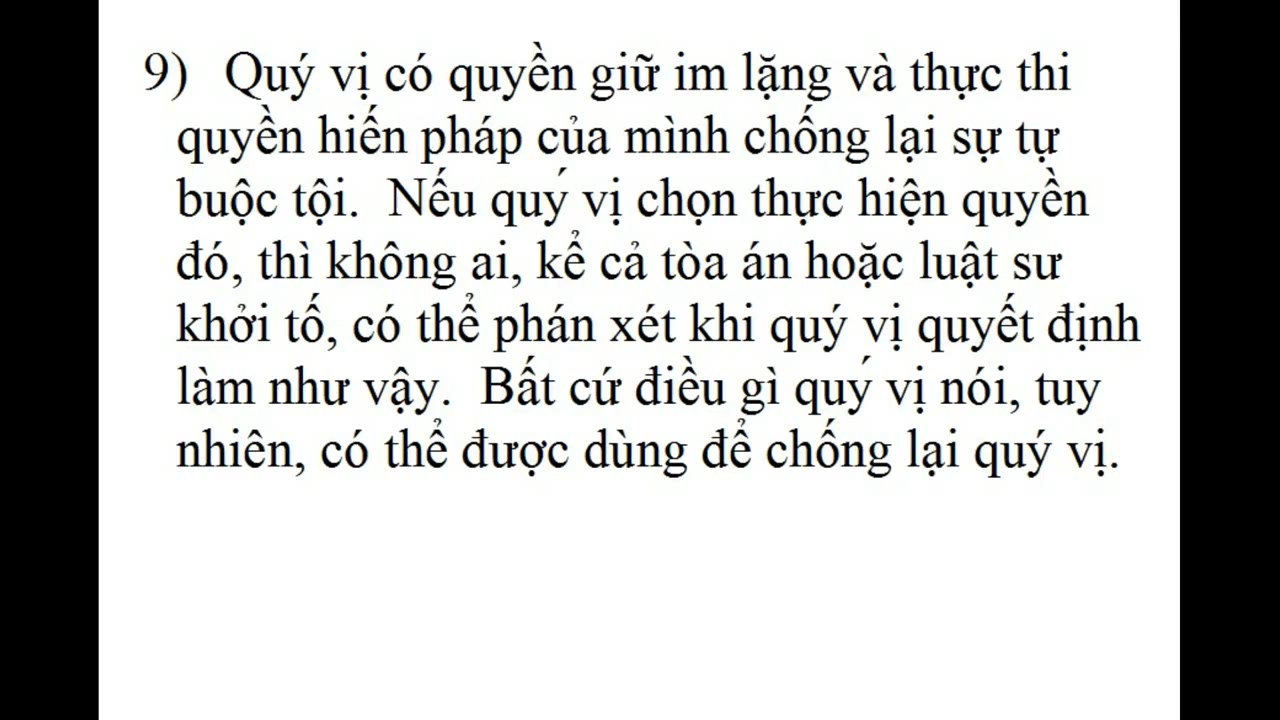 9) Quý vị có quyền giữ im lặng và thực thi
quyền hiến pháp của mình chống lại sự tự
buộc tội. Nếu quý vị chọn thực hiện quyền
đó, thì không ai, kể cả tòa án hoặc luật sư
khởi tố, có thể phán xét khi quý vị quyết định
làm như vậy. Bất cứ điều gì quý vị nói, tuy
nhiên, có thể được dùng để chống lại quý vị.